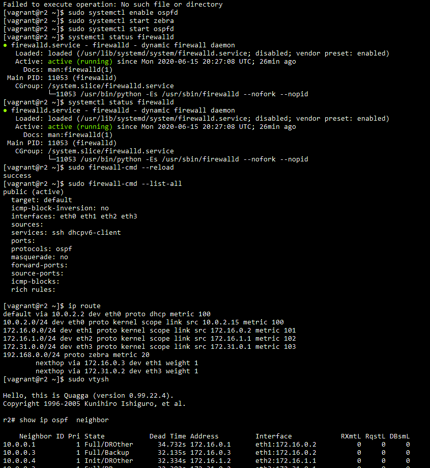 Failed to execute operation: No such file or directory
[vagrant@r2 ~]$ sudo systemctl enable ospfd
[vagrant@r2 ~]$ sudo systemctl start zebra
[vagrant@r2 ~]$ sudo systemctl start ospfd
[vagrant@r2 ~]$ systemctl status firewalld
● firewalld.service - firewalld - dynamic firewall daemon
Loaded: loaded (/usr/lib/systemd/system/firewalld.service; disabled; vendor preset: enabled)
Active: active (running) since Mon 2020-06-15 20:27:08 UTC; 26min ago
Docs: man:firewalld(1)
Main PID: 11053 (firewalld)
CGroup: /system.slice/firewalld.service
└─11053 /usr/bin/python -Es /usr/sbin/firewalld --nofork --nopid
[vagrant@r2 ~]$ systemctl status firewalld
● firewalld.service - firewalld - dynamic firewall daemon
Loaded: loaded (/usr/lib/systemd/system/firewalld.service; disabled; vendor preset: enabled)
Active: active (running) since Mon 2020-06-15 20:27:08 UTC; 26min ago
Docs: man:firewalld(1)
Main PID: 11053 (firewalld)
CGroup: /system.slice/firewalld.service
└─11053 /usr/bin/python -Es /usr/sbin/firewalld --nofork --nopid
[vagrant@r2 ~]$ sudo firewall-cmd --reload
success
[vagrant@r2 ~]$ sudo firewall-cmd --list-all
public (active)
target: default
icmp-block-inversion: no
interfaces: eth0 eth1 eth2 eth3
sources:
services: ssh dhcpv6-client
ports:
protocols: ospf
masquerade: no
forward-ports:
source-ports:
icmp-blocks:
rich rules:
[vagrant@r2 ~]$ ip route
default via 10.0.2.2 dev eth0 proto dhcp metric 100
10.0.2.0/24 dev eth0 proto kernel scope link src 10.0.2.15 metric 100
172.16.0.0/24 dev eth1 proto kernel scope link src 172.16.0.2 metric 101
172.16.1.0/24 dev eth2 proto kernel scope link src 172.16.1.1 metric 102
172.31.0.0/24 dev eth3 proto kernel scope link src 172.31.0.1 metric 103
192.168.0.0/24 proto zebra metric 20
nexthop via 172.16.0.3 dev eth1 weight 1
nexthop via 172.31.0.2 dev eth3 weight 1
[vagrant@r2 ~]$ sudo vtysh
Hello, this is Quagga (version 0.99.22.4).
Copyright 1996-2005 Kunihiro Ishiguro, et al.
r2# show ip ospf  neighbor
Neighbor ID Pri State Dead Time Address Interface RXmtL RqstL DBsmL
10.0.0.1 1 Full/DROther 34.732s 172.16.0.1 eth1:172.16.0.2 0 0 0
10.0.0.3 1 Full/Backup 32.135s 172.16.0.3 eth1:172.16.0.2 0 0 0
10.0.0.4 1 Init/DROther 32.334s 172.16.1.2 eth2:172.16.1.1 0 0 0